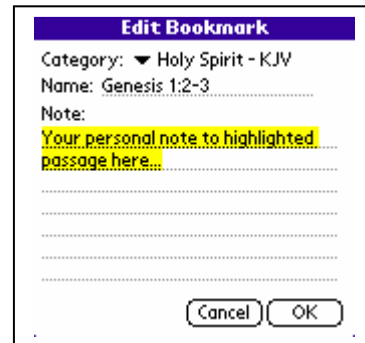 Edit Bookmark
Category: ▼ Holy Spirit - KJV
Name: Genesis 1:2-3
Note:
Your personal note to highlighted
passage here...
Cancel OK